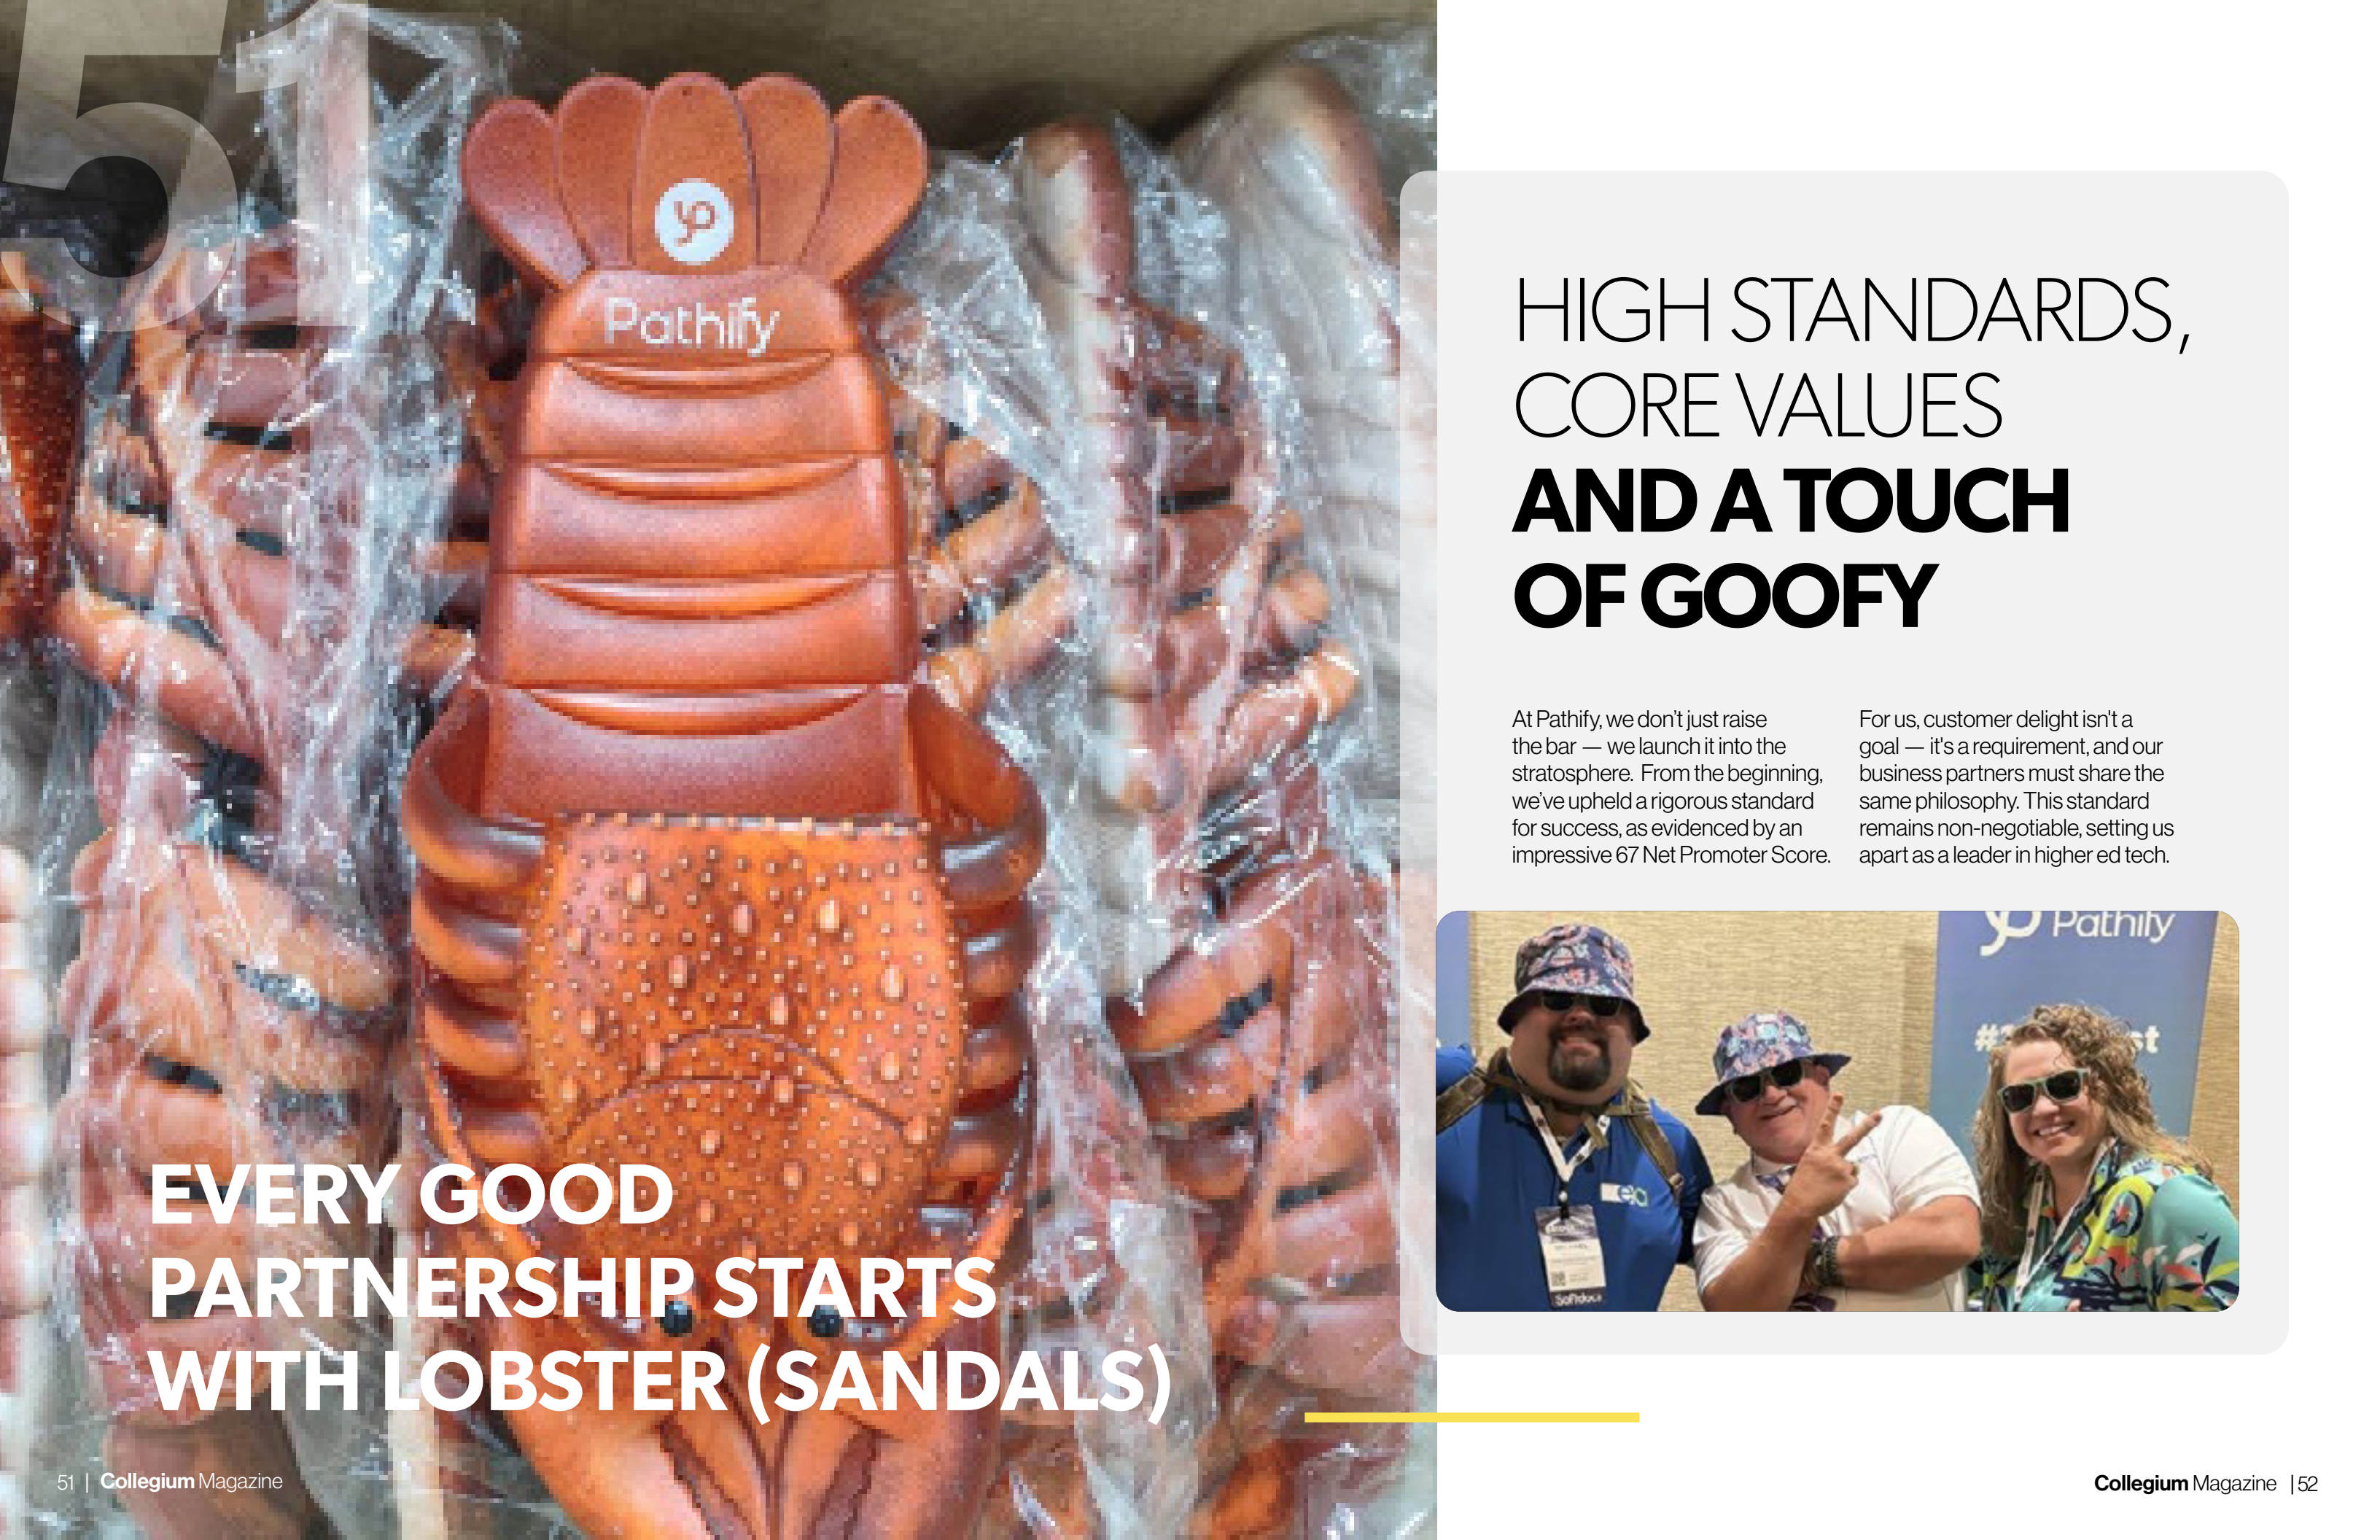 51
Pathify
EVERY GOOD
PARTNERSHIP STARTS
WITH LOBSTER (SANDALS)
51 | Collegium Magazine
HIGH STANDARDS,
CORE VALUES
AND A TOUCH
OF GOOFY
At Pathify, we don’t just raise
the bar — we launch it into the
stratosphere.  From the beginning,
we’ve upheld a rigorous standard
for success, as evidenced by an
impressive 67 Net Promoter Score.
For us, customer delight isn't a
goal — it's a requirement, and our
business partners must share the
same philosophy. This standard
remains non-negotiable, setting us
apart as a leader in higher ed tech.
Pathify
ea
Softdocs
Collegium Magazine | 52